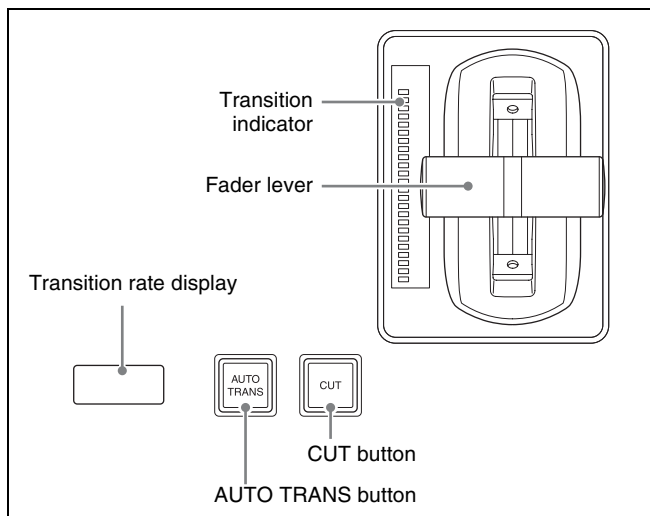 Transition
indicator
Fader lever
Transition rate display
AUTO
TRANS
CUT
CUT button
AUTO TRANS button